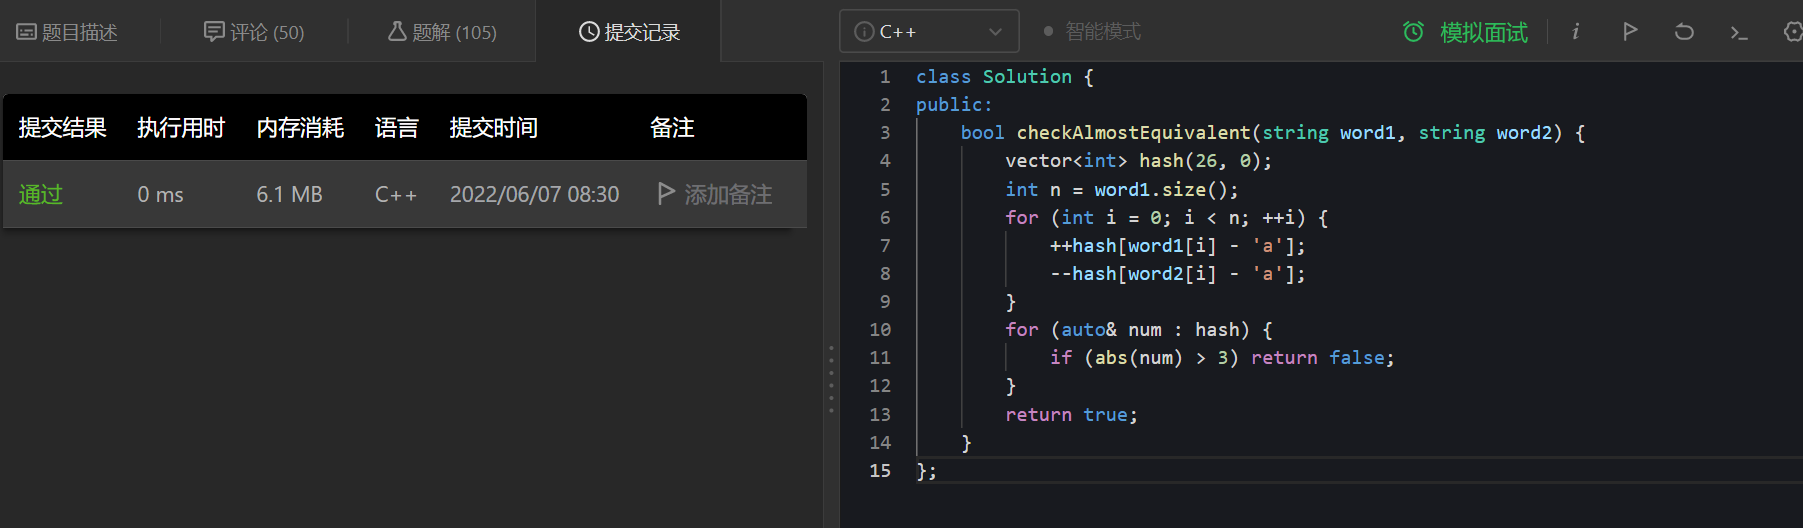 题目描述 评论 (50) 题解 (105) 提交记录
提交结果 执行用时 内存消耗 语言 提交时间 备注
通过 0 ms 6.1 MB C++ 2022/06/07 08:30 添加备注
C++ 智能模式 模拟面试 i
1 class Solution {
2 public:
3     bool checkAlmostEquivalent(string word1, string word2) {
4         vector<int> hash(26, 0);
5         int n = word1.size();
6         for (int i = 0; i < n; ++i) {
7             ++hash[word1[i] - 'a'];
8             --hash[word2[i] - 'a'];
9         }
10         for (auto& num : hash) {
11             if (abs(num) > 3) return false;
12         }
13         return true;
14     }
15 };